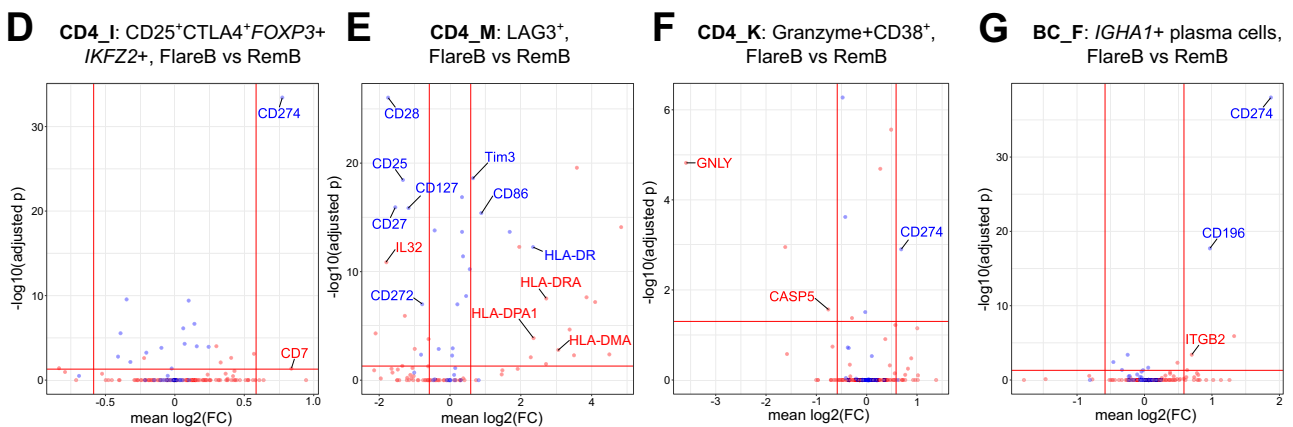 D
CD4_I: CD25⁺CTLA4⁺FOXP3+
IKFZ2+, FlareB vs RemB
-log10(adjusted p)
30
20
10
0
CD274
CD7
-0.5
0
0.5
1.0
mean log2(FC)
E
CD4_M: LAG3⁺,
FlareB vs RemB
-log10(adjusted p)
20
10
0
CD28
CD25
CD127
CD27
IL32
CD272
Tim3
CD86
HLA-DR
HLA-DRA
HLA-DPA1
HLA-DMA
-2
0
2
4
mean log2(FC)
F
CD4_K: Granzyme+CD38⁺,
FlareB vs RemB
-log10(adjusted p)
6
4
2
0
GNLY
CD274
CASP5
-3
-2
-1
0
1
mean log2(FC)
G
BC_F: IGHA1+ plasma cells,
FlareB vs RemB
-log10(adjusted p)
30
20
10
0
CD274
CD196
ITGB2
-1
0
1
2
mean log2(FC)